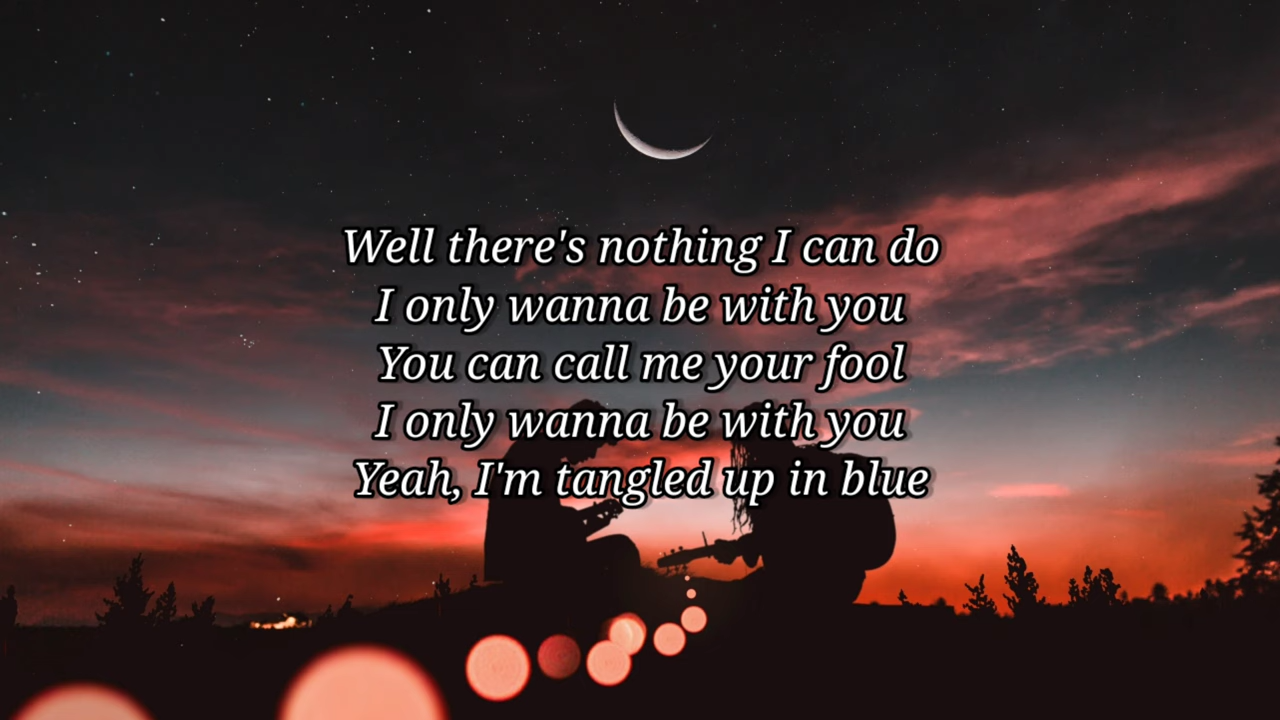 Well there's nothing I can do
I only wanna be with you
You can call me your fool
I only wanna be with you
Yeah, I'm tangled up in blue